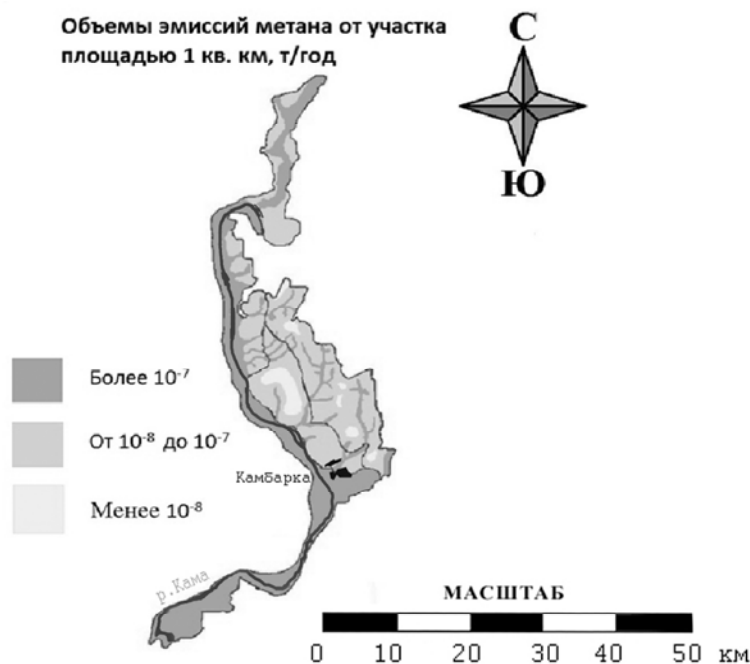 Объемы эмиссий метана от участка
площадью 1 кв. км, т/год
С
Ю
Более 10⁻⁷
От 10⁻⁸ до 10⁻⁷
Менее 10⁻⁸
Камбарка
р.Кама
МАСШТАБ
0 10 20 30 40 50 км